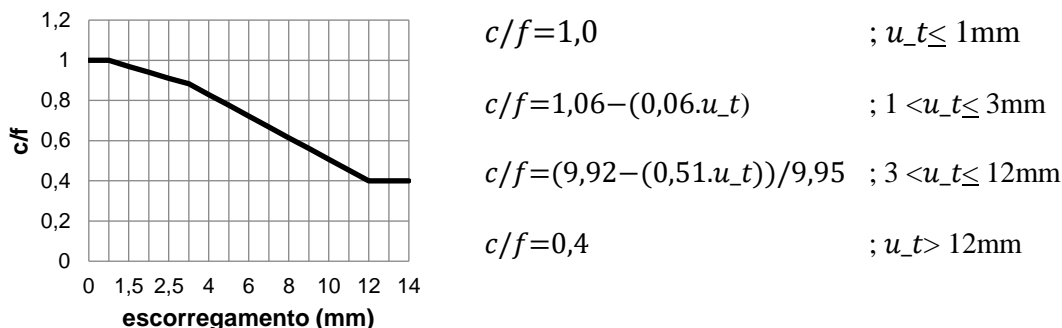 1,2
1
0,8
0,6
0,4
0,2
0
c/f
0 1,5 2,5 4 6 8 10 12 14
escorregamento (mm)
c/f=1,0 ; u_t≤ 1mm
c/f=1,06−(0,06.u_t) ; 1 <u_t≤ 3mm
c/f=(9,92−(0,51.u_t))/9,95 ; 3 <u_t≤ 12mm
c/f=0,4 ; u_t> 12mm